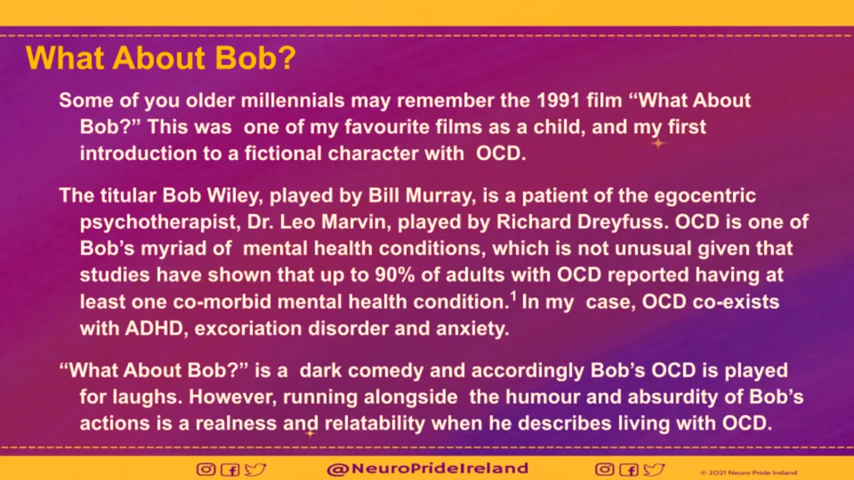 What About Bob?
Some of you older millennials may remember the 1991 film “What About
Bob?” This was one of my favourite films as a child, and my first
introduction to a fictional character with OCD.
The titular Bob Wiley, played by Bill Murray, is a patient of the egocentric
psychotherapist, Dr. Leo Marvin, played by Richard Dreyfuss. OCD is one of
Bob’s myriad of mental health conditions, which is not unusual given that
studies have shown that up to 90% of adults with OCD reported having at
least one co-morbid mental health condition.¹ In my case, OCD co-exists
with ADHD, excoriation disorder and anxiety.
“What About Bob?” is a dark comedy and accordingly Bob’s OCD is played
for laughs. However, running alongside the humour and absurdity of Bob’s
actions is a realness and relatability when he describes living with OCD.
@NeuroPrideIreland
© 2021 Neuro Pride Ireland